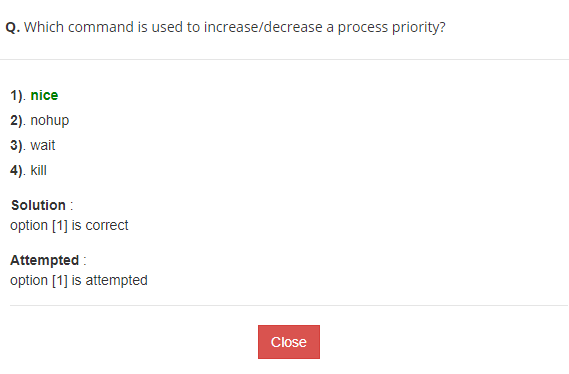 Q. Which command is used to increase/decrease a process priority?
1). nice
2). nohup
3). wait
4). kill
Solution :
option [1] is correct
Attempted :
option [1] is attempted
Close